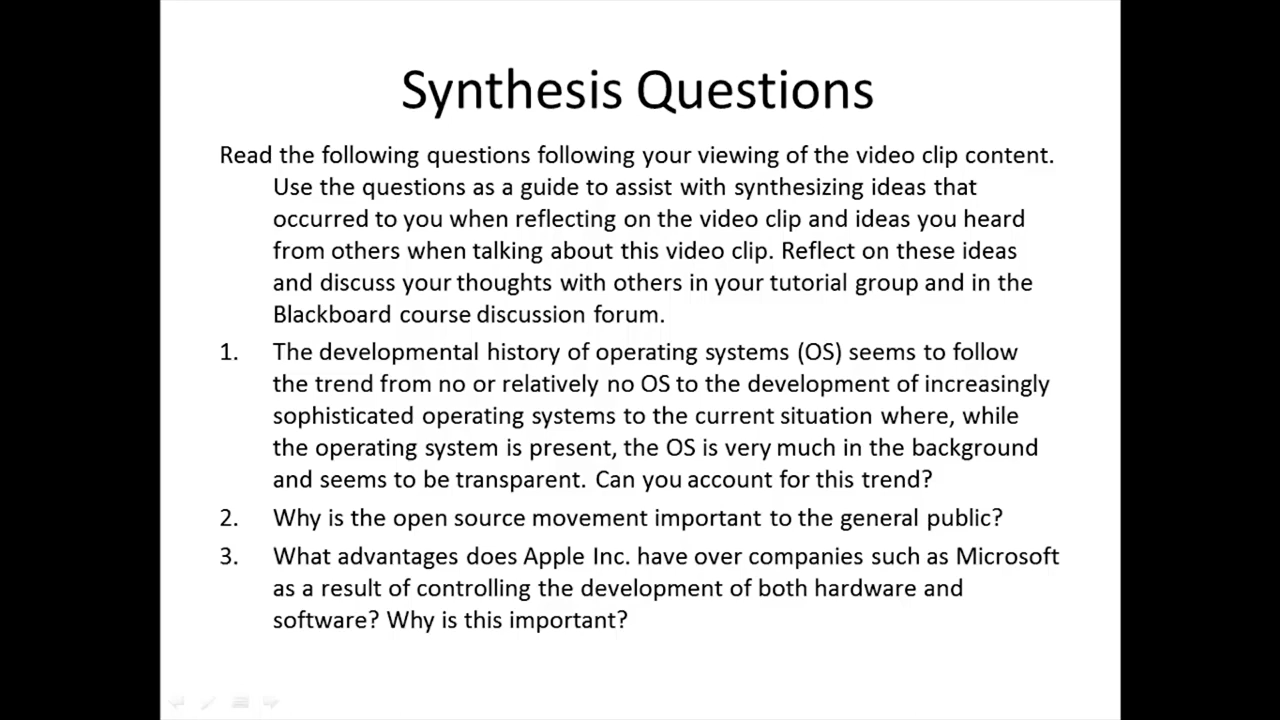 Synthesis Questions
Read the following questions following your viewing of the video clip content.
Use the questions as a guide to assist with synthesizing ideas that
occurred to you when reflecting on the video clip and ideas you heard
from others when talking about this video clip. Reflect on these ideas
and discuss your thoughts with others in your tutorial group and in the
Blackboard course discussion forum.
1. The developmental history of operating systems (OS) seems to follow
the trend from no or relatively no OS to the development of increasingly
sophisticated operating systems to the current situation where, while
the operating system is present, the OS is very much in the background
and seems to be transparent. Can you account for this trend?
2. Why is the open source movement important to the general public?
3. What advantages does Apple Inc. have over companies such as Microsoft
as a result of controlling the development of both hardware and
software? Why is this important?